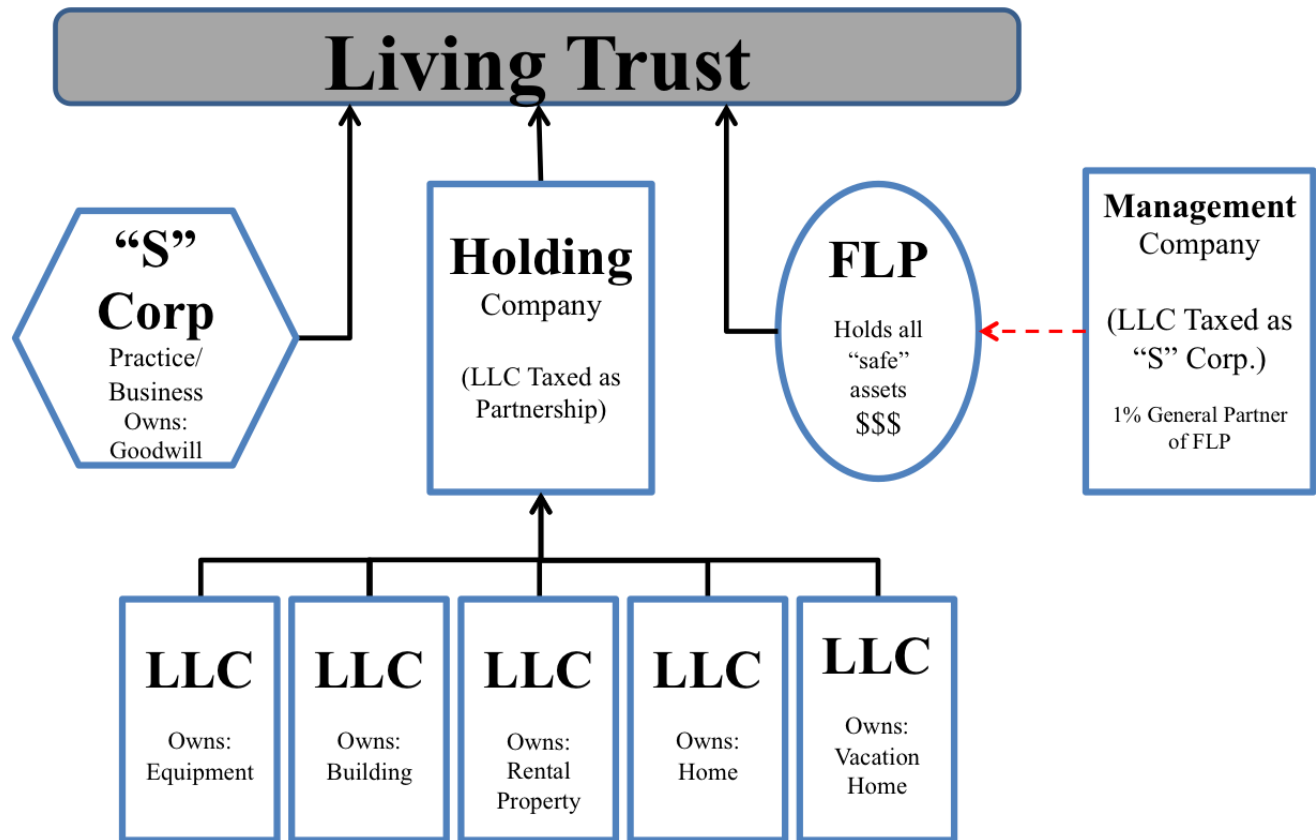 Living Trust
“S”
Corp
Practice/
Business
Owns:
Goodwill
Holding
Company
(LLC Taxed as
Partnership)
FLP
Holds all
“safe”
assets
$$$
Management
Company
(LLC Taxed as
“S” Corp.)
1% General Partner
of FLP
LLC
Owns:
Equipment
LLC
Owns:
Building
LLC
Owns:
Rental
Property
LLC
Owns:
Home
LLC
Owns:
Vacation
Home